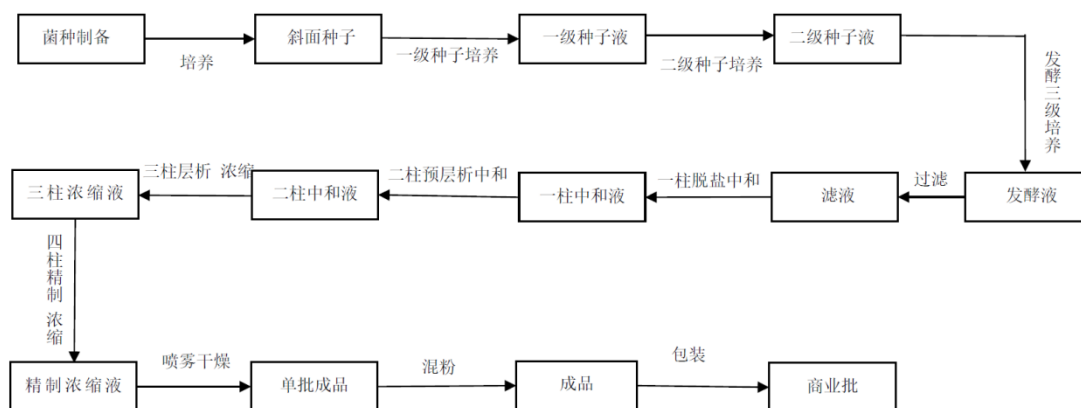 菌种制备
培养
斜面种子
一级种子培养
一级种子液
二级种子培养
二级种子液
发酵三级培养
发酵液
过滤
滤液
一柱脱盐中和
一柱中和液
二柱预层析中和
二柱中和液
三柱层析 浓缩
三柱浓缩液
四柱精制 浓缩
精制浓缩液
喷雾干燥
单批成品
混粉
成品
包装
商业批